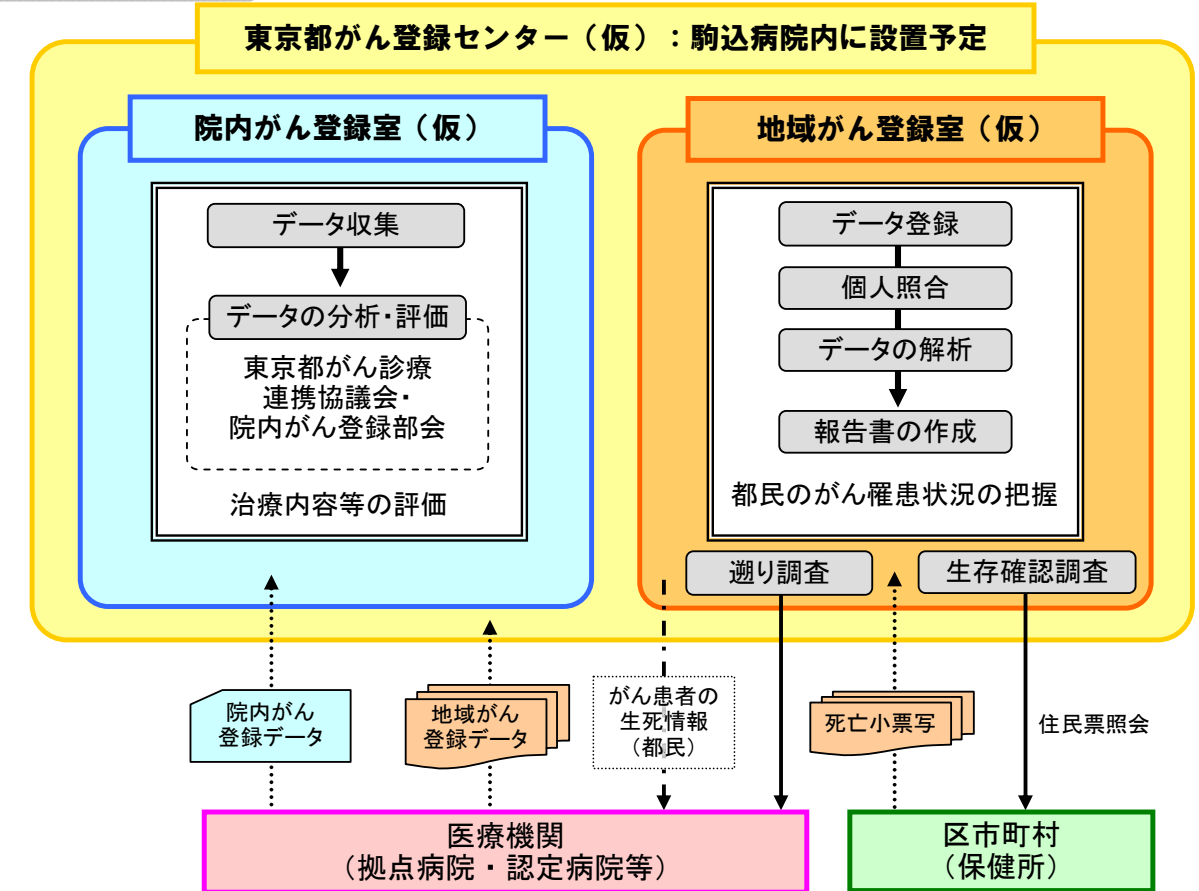 東京都がん登録センター（仮）：駒込病院内に設置予定
院内がん登録室（仮）
データ収集
データの分析・評価
東京都がん診療
連携協議会・
院内がん登録部会
治療内容等の評価
地域がん登録室（仮）
データ登録
個人照合
データの解析
報告書の作成
都民のがん罹患状況の把握
遡り調査
生存確認調査
院内がん
登録データ
地域がん
登録データ
がん患者の
生死情報
（都民）
死亡小票写
住民票照会
医療機関
（拠点病院・認定病院等）
区市町村
（保健所）